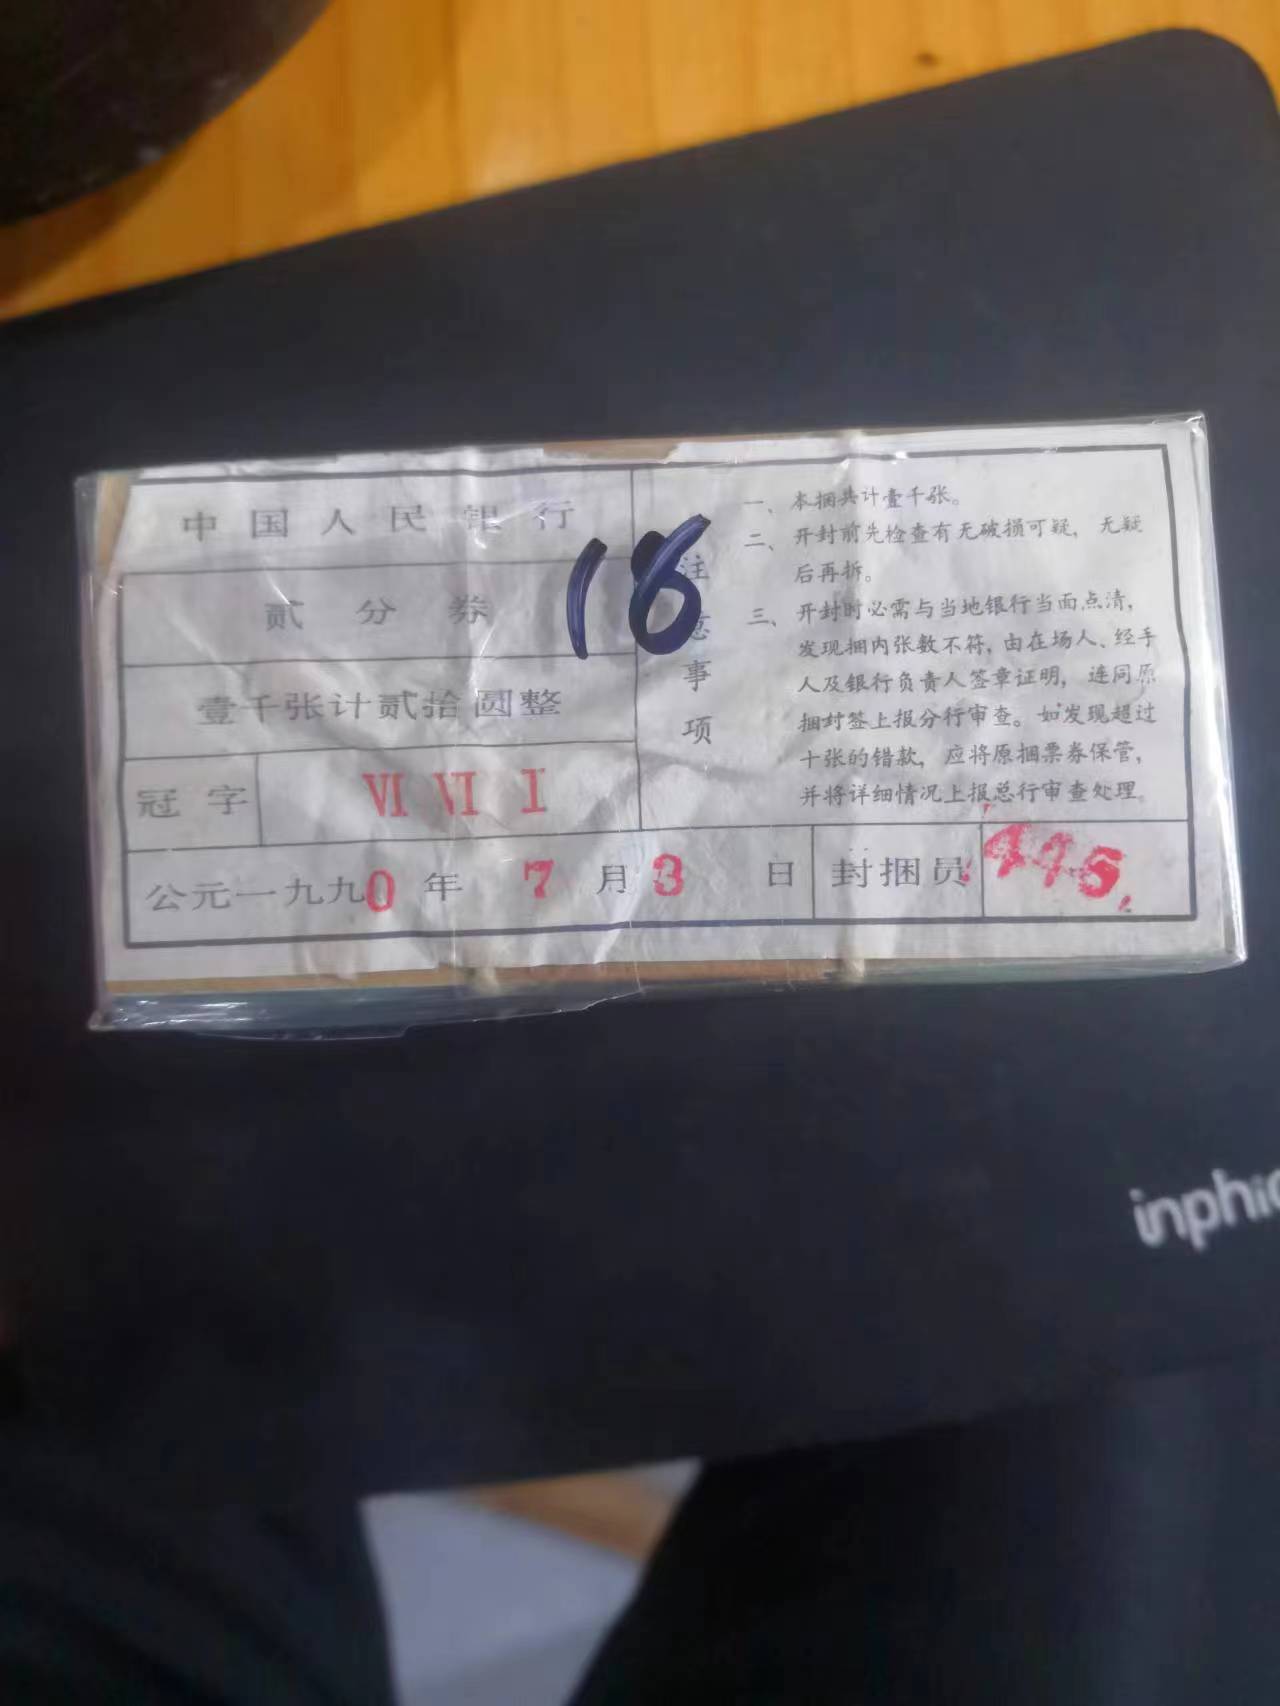 中国人民银行
贰分券
壹千张计贰拾圆整
冠字 VI VI I
公元一九九0年7月3日 封捆员 445
16
注意事项
一、本捆共计壹千张。
二、开封前先检查有无破损可疑，无疑
后再拆。
三、开封时必需与当地银行当面点清，
发现捆内张数不符，由在场人、经手
人及银行负责人签章证明，连同原
捆封签上报分行审查。如发现超过
十张的错款，应将原捆票券保管，
并将详细情况上报总行审查处理。